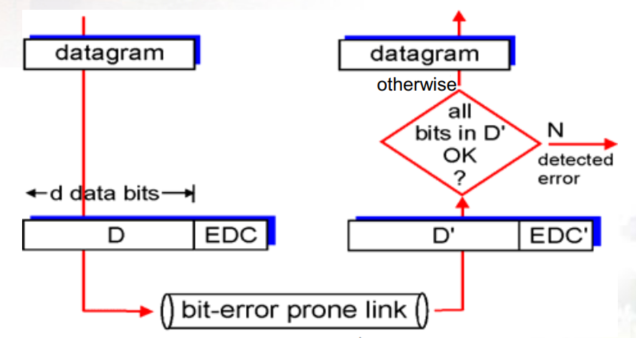 datagram
datagram
otherwise
all
bits in D'
OK
?
N
detected
error
d data bits
D
EDC
D'
EDC'
bit-error prone link